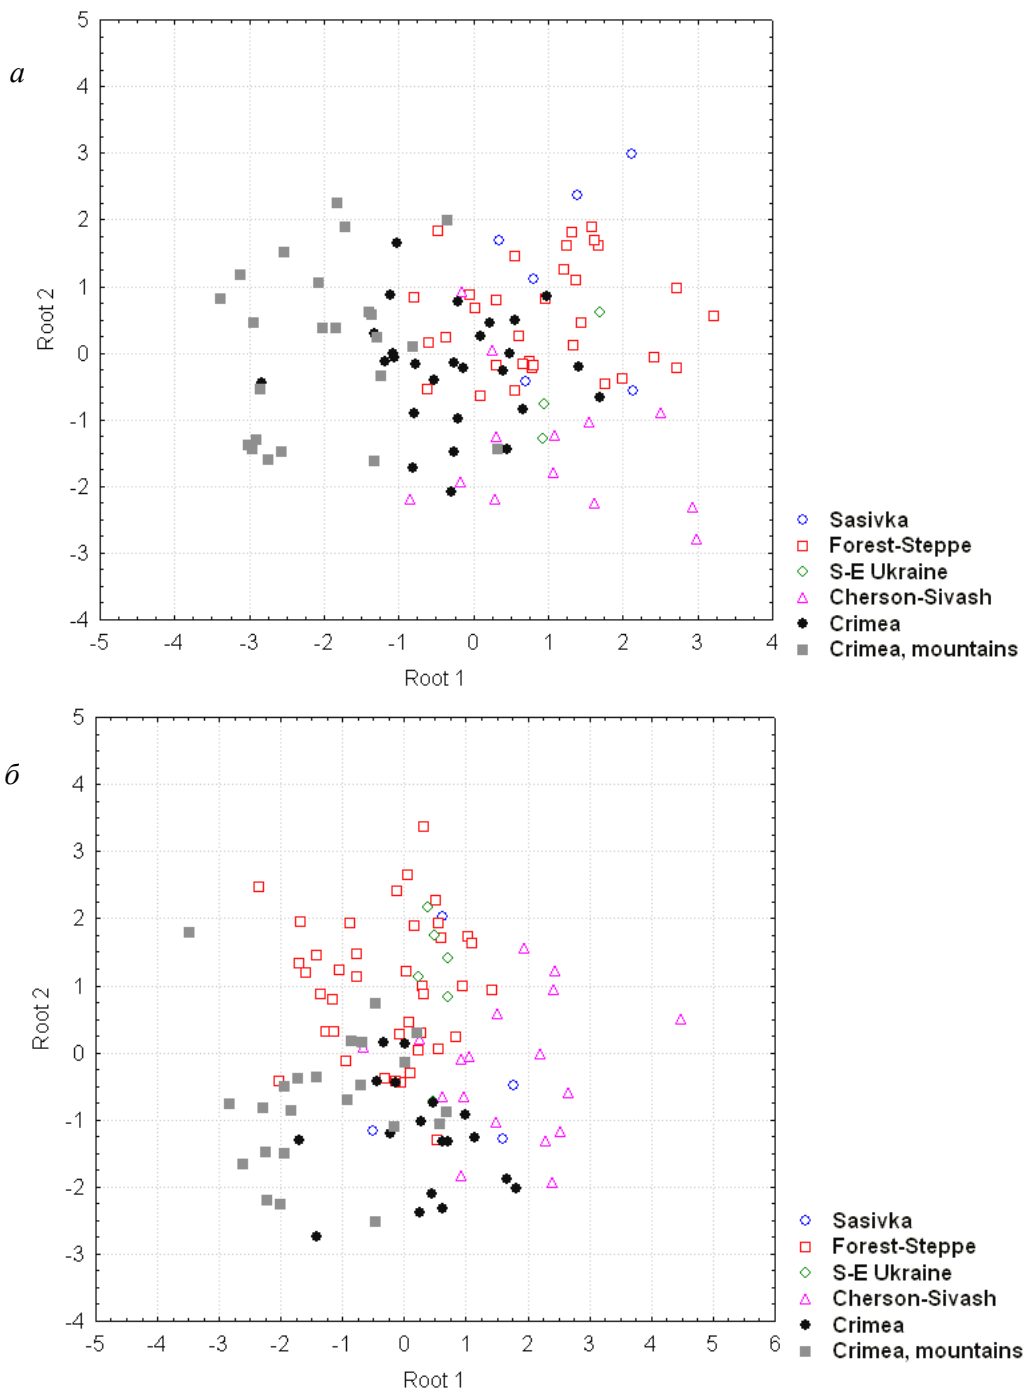 а
5
4
3
2
1
0
-1
-2
-3
-4
Root 2
-5 -4 -3 -2 -1 0 1 2 3 4
Root 1
Sasivka
Forest-Steppe
S-E Ukraine
Cherson-Sivash
Crimea
Crimea, mountains
б
5
4
3
2
1
0
-1
-2
-3
-4
Root 2
-5 -4 -3 -2 -1 0 1 2 3 4 5 6
Root 1
Sasivka
Forest-Steppe
S-E Ukraine
Cherson-Sivash
Crimea
Crimea, mountains